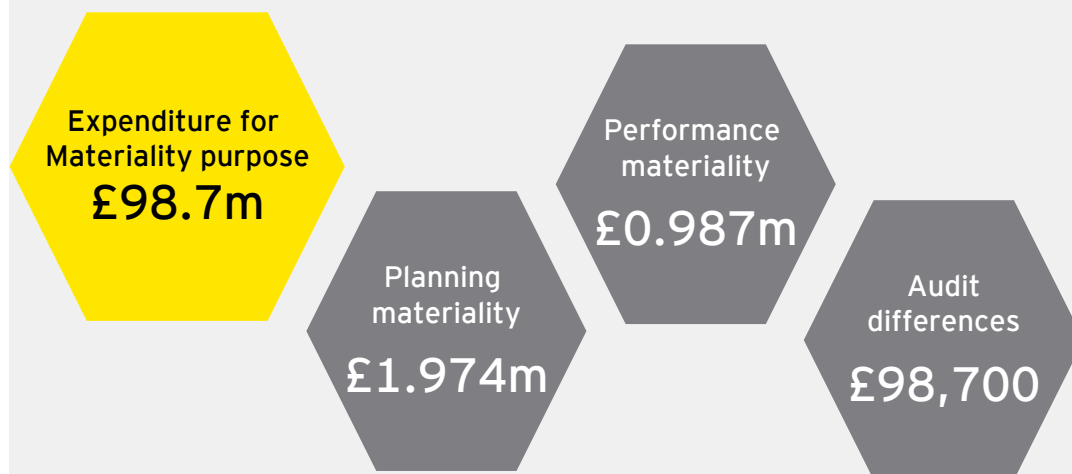 Expenditure for
Materiality purpose
£98.7m
Planning
materiality
£1.974m
Performance
materiality
£0.987m
Audit
differences
£98,700